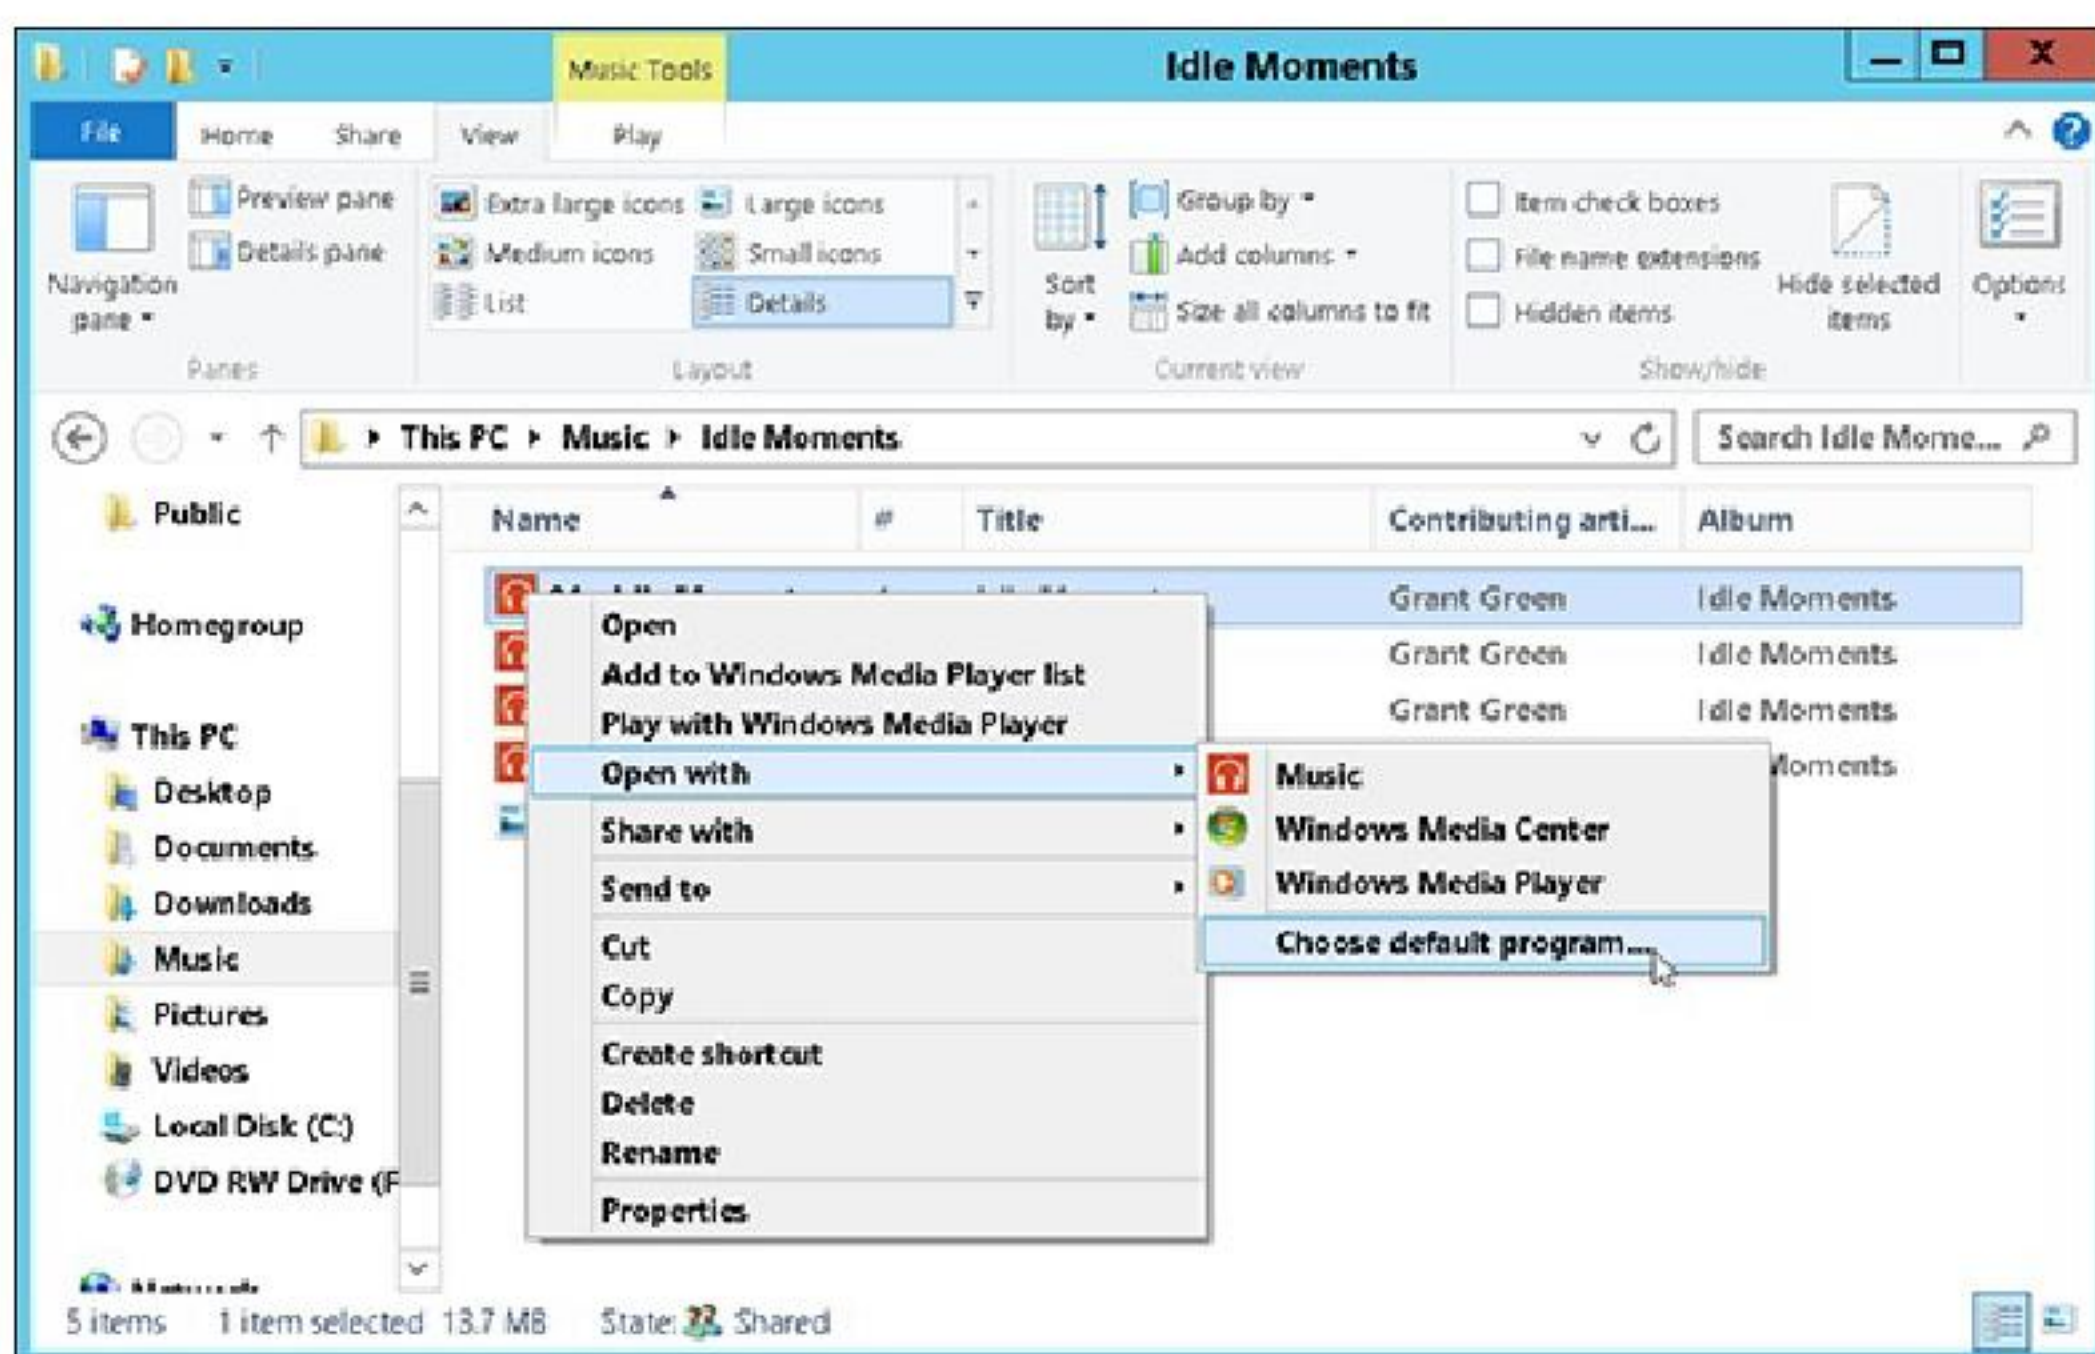 Music Tools
Idle Moments
File Home Share View Play
Preview pane
Details pane
Navigation pane
Panes
Extra large icons Large icons
Medium icons Small icons
List Details
Layout
Sort by
Group by
Add columns
Size all columns to fit
Current view
Item check boxes
File name extensions
Hidden items
Hide selected items
Show/hide
Options
This PC Music Idle Moments
Search Idle Mome...
Public
Homegroup
This PC
Desktop
Documents
Downloads
Music
Pictures
Videos
Local Disk (C:)
DVD RW Drive (F
Name # Title Contributing arti... Album
Grant Green Idle Moments
Grant Green Idle Moments
Grant Green Idle Moments
Moments
Open
Add to Windows Media Player list
Play with Windows Media Player
Open with
Share with
Send to
Cut
Copy
Create shortcut
Delete
Rename
Properties
Music
Windows Media Center
Windows Media Player
Choose default program...
5 items 1 item selected 13.7 MB State: Shared